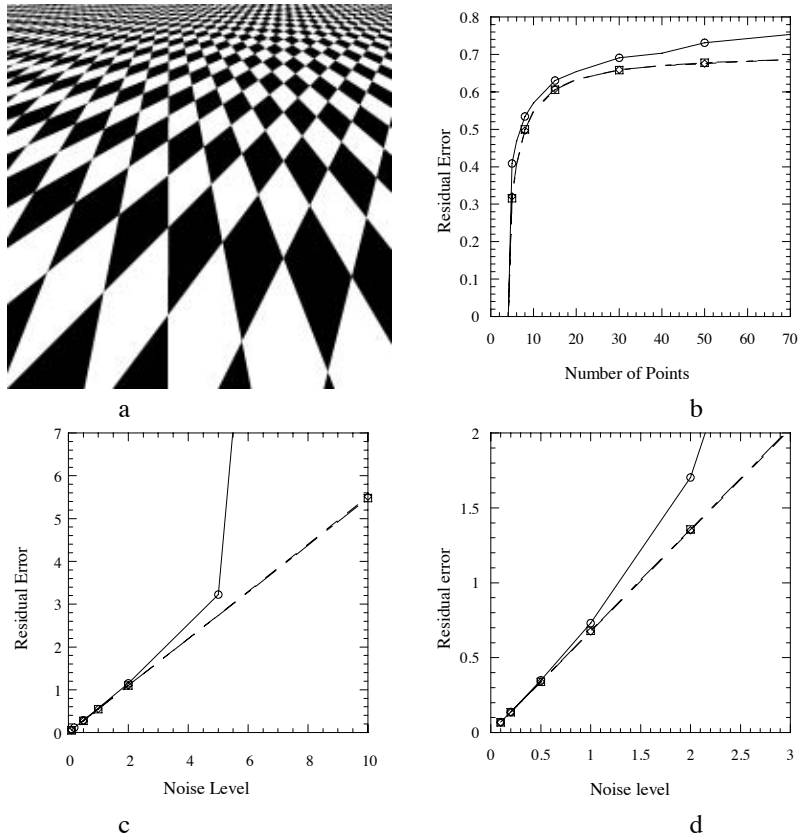 0.8
0.7
0.6
0.5
0.4
0.3
0.2
0.1
0
Residual Error
0 10 20 30 40 50 60 70
Number of Points
a
b
7
6
5
4
3
2
1
0
Residual Error
0 2 4 6 8 10
Noise Level
c
2
1.5
1
0.5
0
Residual error
0 0.5 1 1.5 2 2.5 3
Noise level
d